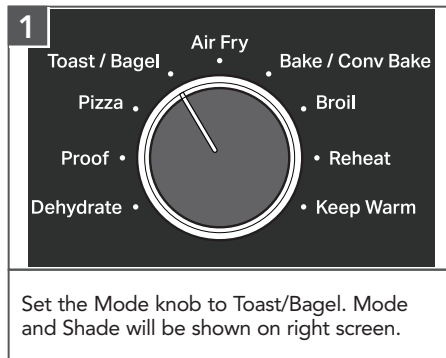 1
Air Fry
Toast / Bagel
Bake / Conv Bake
Pizza
Broil
Proof
Reheat
Dehydrate
Keep Warm
Set the Mode knob to Toast/Bagel. Mode
and Shade will be shown on right screen.